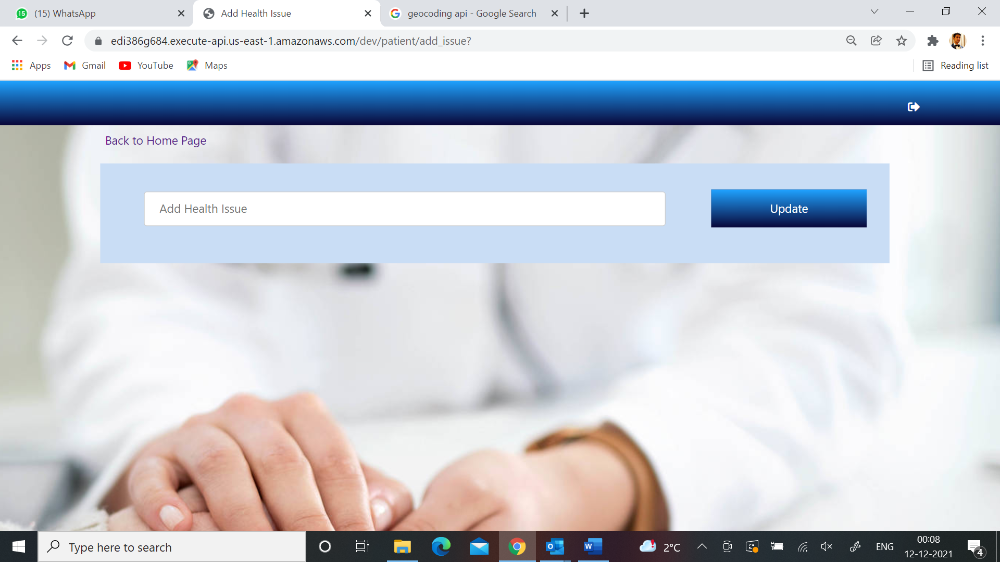 15
(15) WhatsApp
Add Health Issue
geocoding api - Google Search
edi386g684.execute-api.us-east-1.amazonaws.com/dev/patient/add_issue?
Apps
Gmail
YouTube
Maps
Reading list
Back to Home Page
Add Health Issue
Update
Type here to search
2°C
ENG
00:08
12-12-2021
4